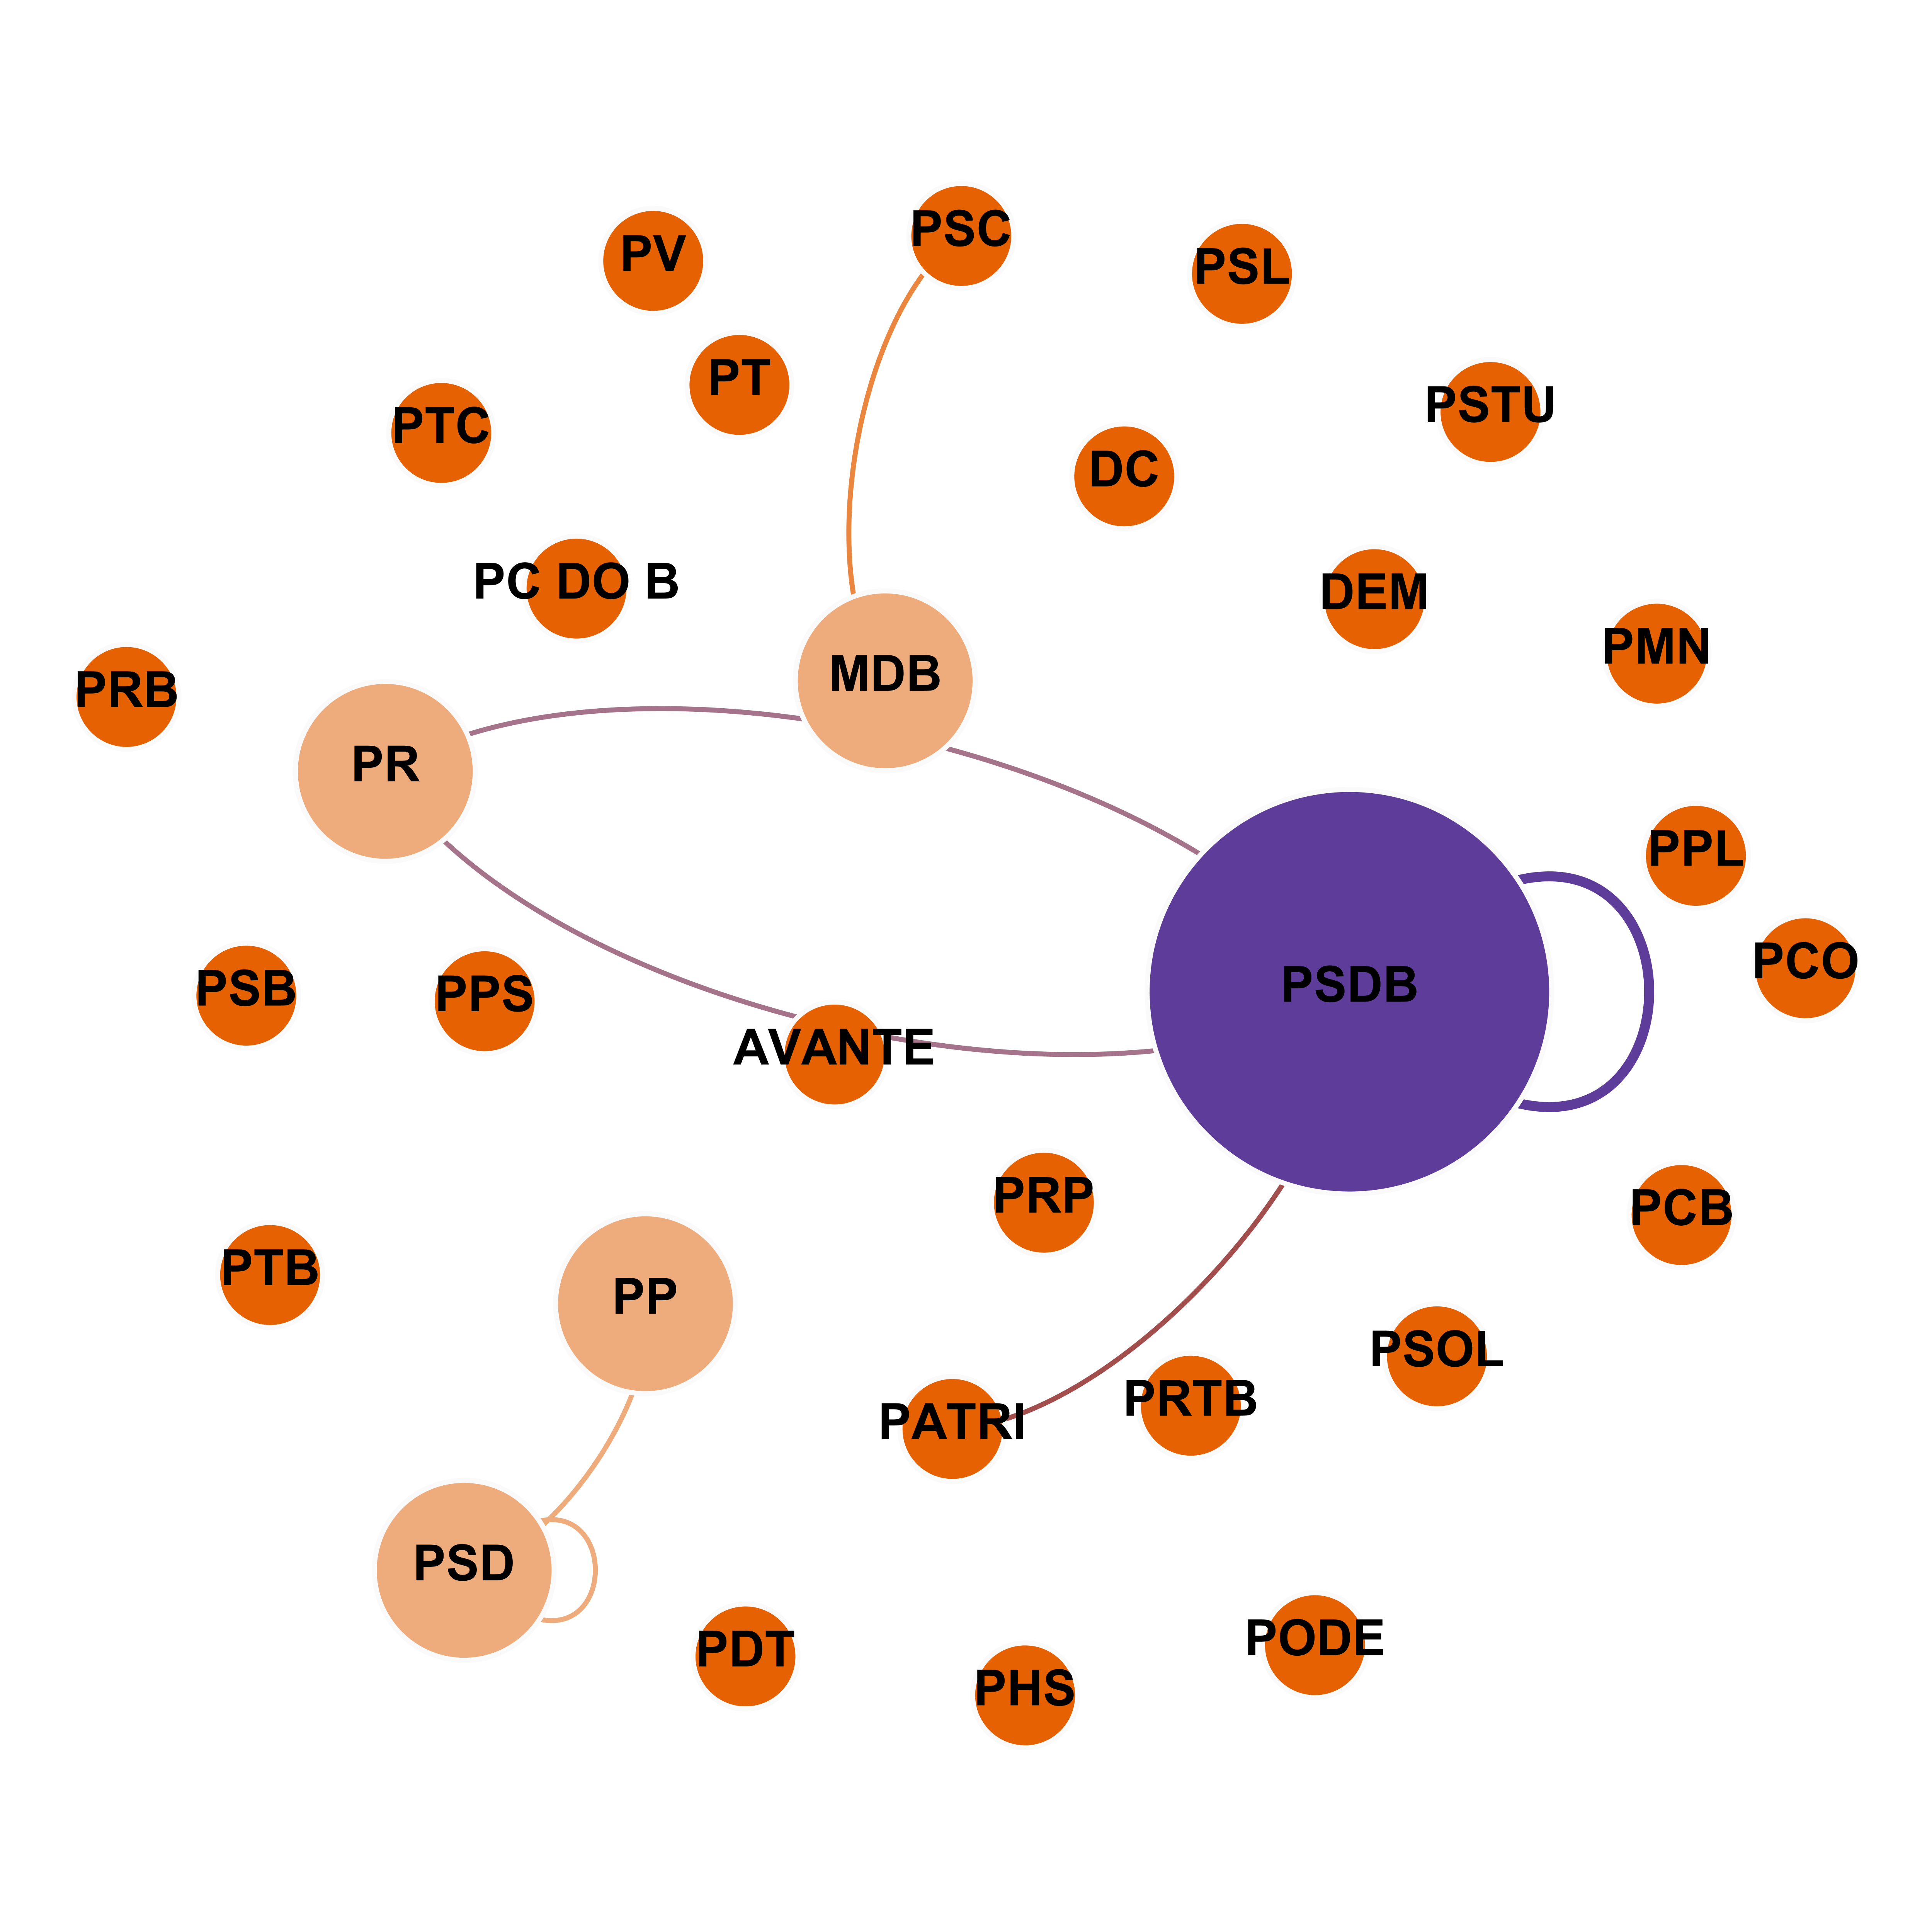 PSC
PV
PSL
PT
PSTU
PTC
DC
PC DO B
DEM
PMN
MDB
PRB
PR
PPL
PCO
PSDB
PSB
PPS
AVANTE
PRP
PCB
PTB
PP
PSOL
PRTB
PATRI
PSD
PODE
PDT
PHS